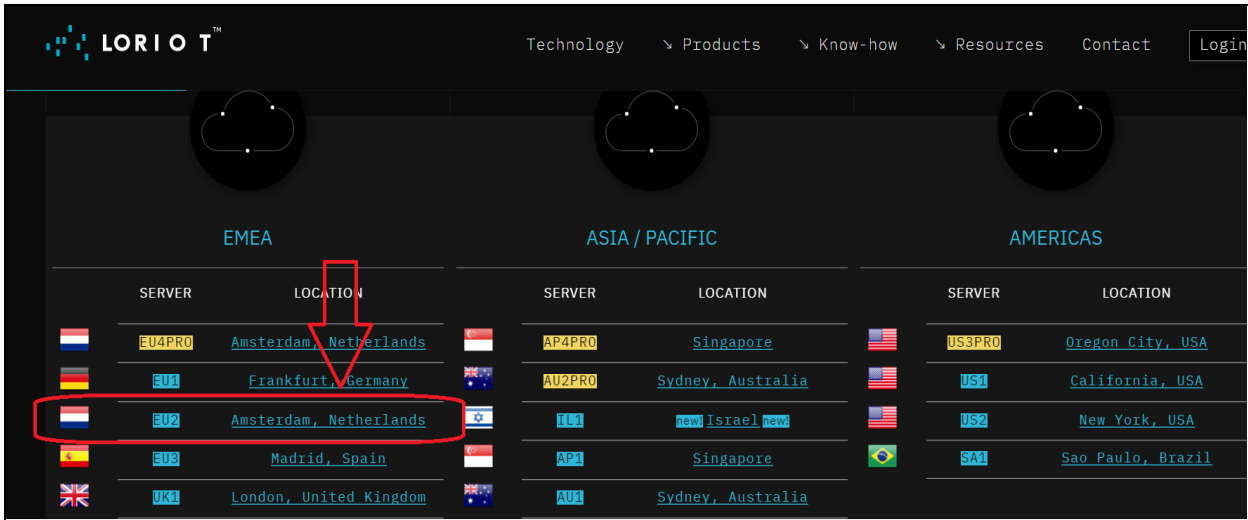 LORIOT™ Technology ↘ Products ↘ Know-how ↘ Resources Contact Login
EMEA ASIA / PACIFIC AMERICAS
SERVER LOCATION SERVER LOCATION SERVER LOCATION
EU4PRO Amsterdam, Netherlands AP4PRO Singapore US3PRO Oregon City, USA
EU1 Frankfurt, Germany AU2PRO Sydney, Australia US1 California, USA
EU2 Amsterdam, Netherlands IL1 new! Israel new! US2 New York, USA
EU3 Madrid, Spain AP1 Singapore SA1 Sao Paulo, Brazil
UK1 London, United Kingdom AU1 Sydney, Australia